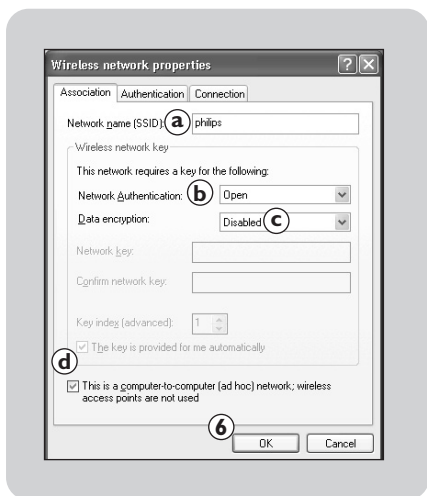 Wireless network properties
Association Authentication Connection
Network name (SSID): a philips
Wireless network key
This network requires a key for the following:
Network Authentication: b Open
Data encryption: Disabled c
Network key:
Confirm network key:
Key index (advanced): 1
The key is provided for me automatically
d
This is a computer-to-computer (ad hoc) network; wireless
access points are not used
6
OK Cancel